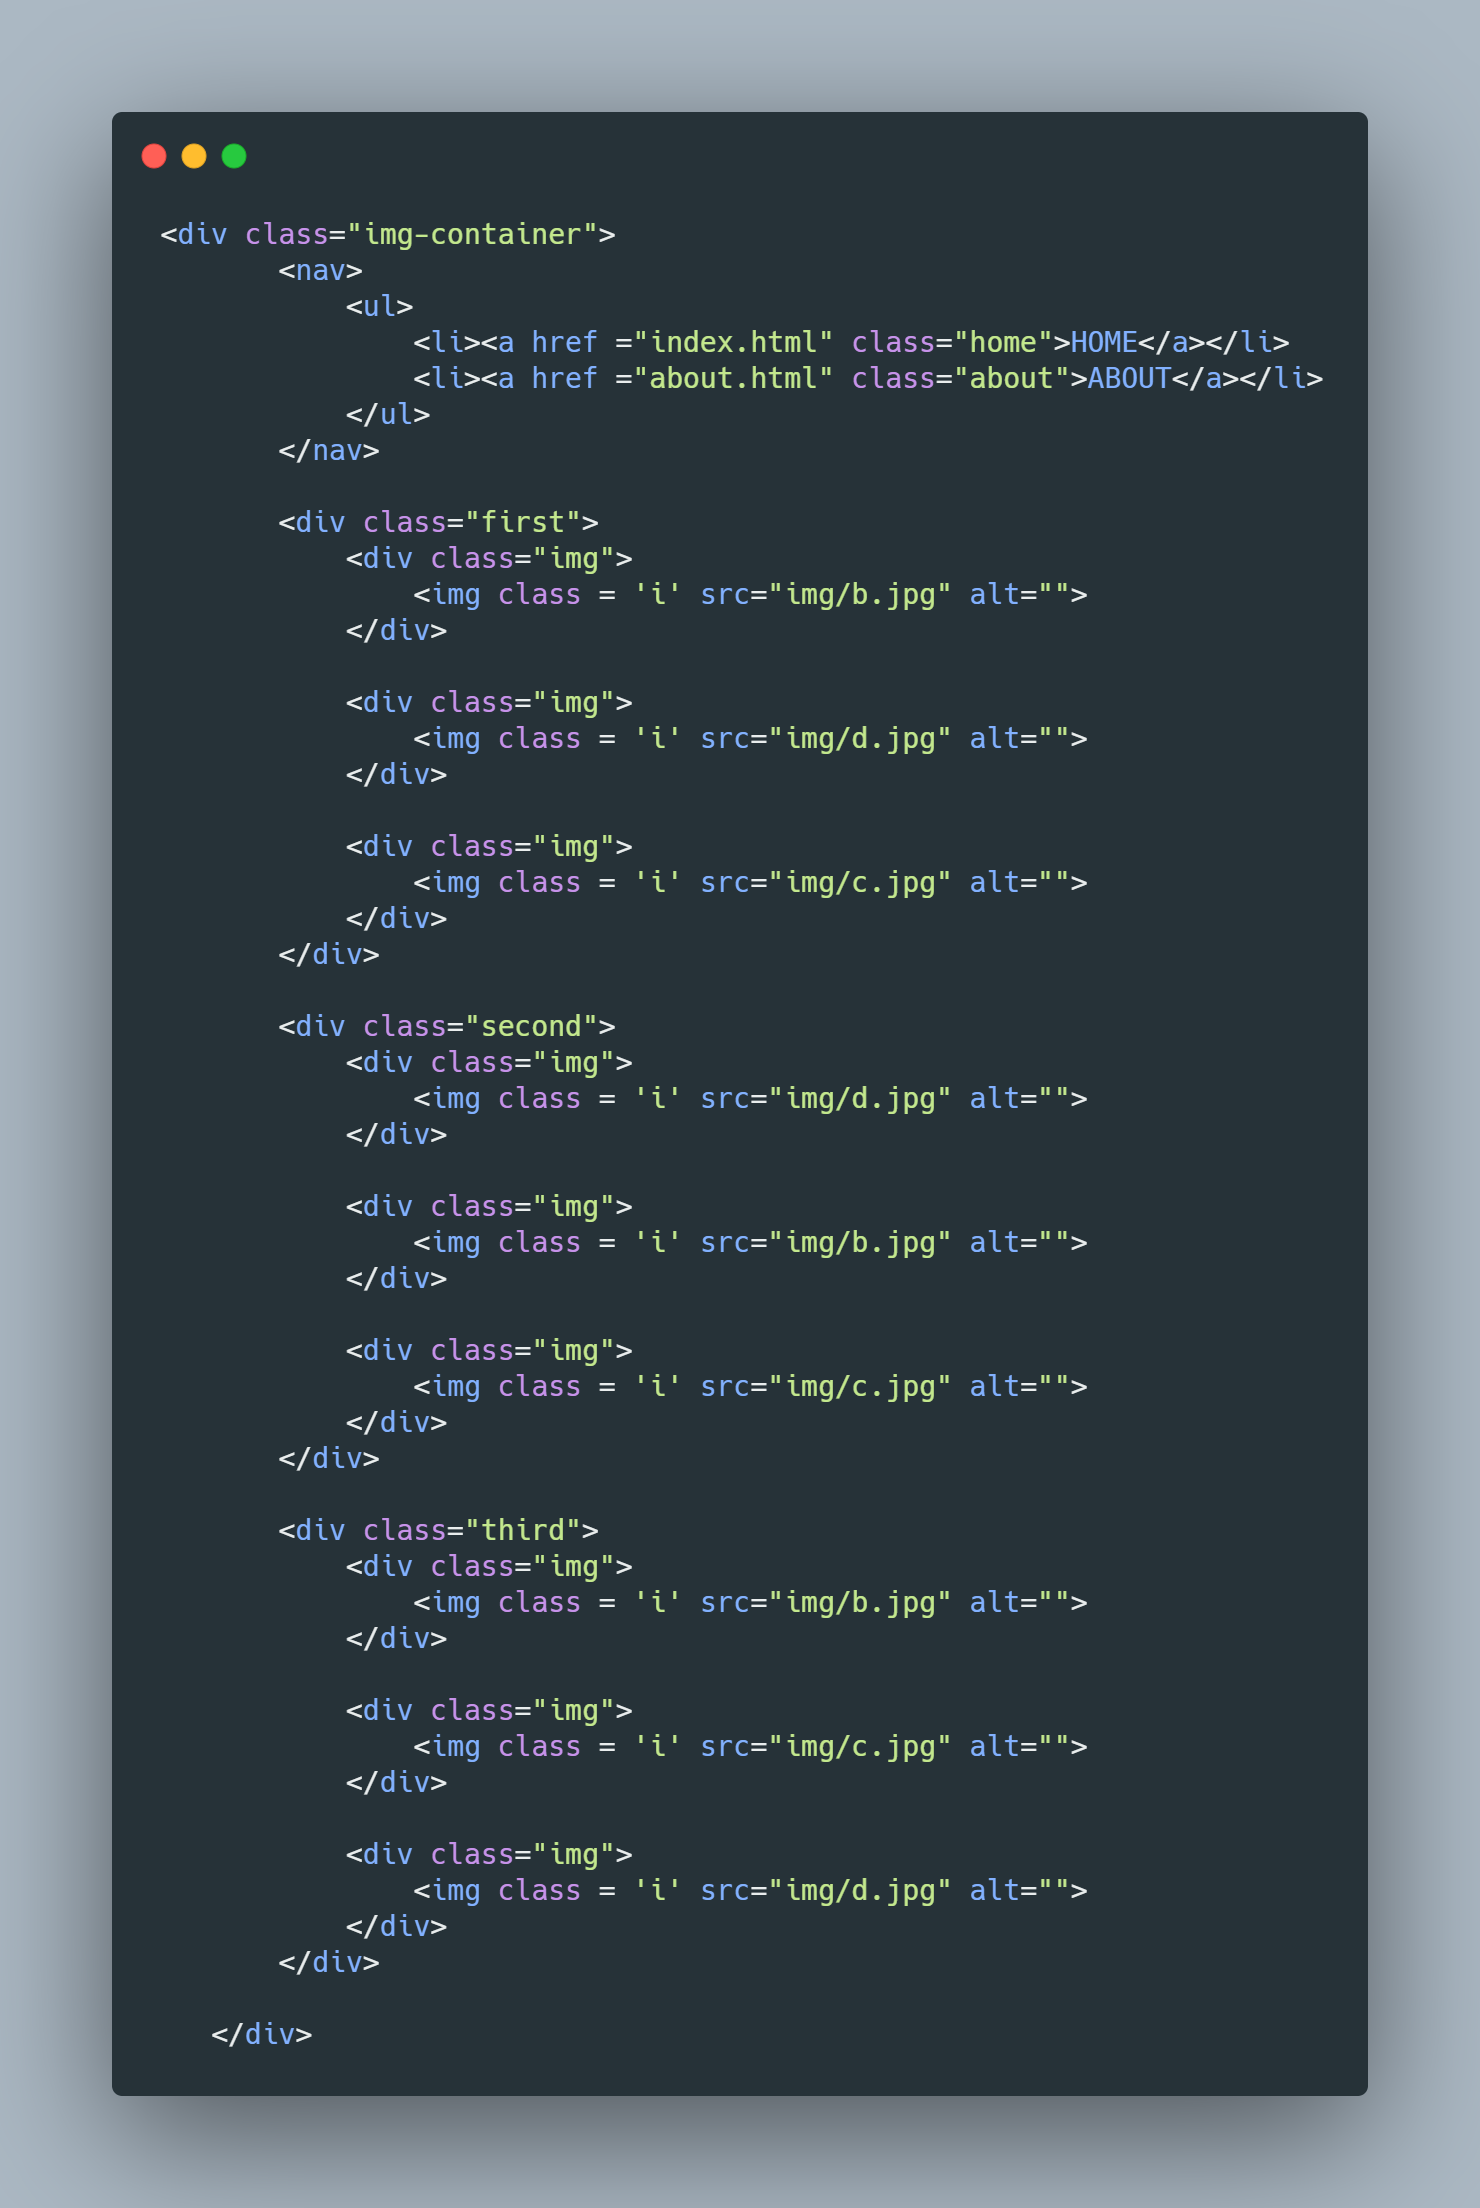 <div class="img-container">
<nav>
<ul>
<li><a href ="index.html" class="home">HOME</a></li>
<li><a href ="about.html" class="about">ABOUT</a></li>
</ul>
</nav>
<div class="first">
<div class="img">
<img class = 'i' src="img/b.jpg" alt="">
</div>
<div class="img">
<img class = 'i' src="img/d.jpg" alt="">
</div>
<div class="img">
<img class = 'i' src="img/c.jpg" alt="">
</div>
</div>
<div class="second">
<div class="img">
<img class = 'i' src="img/d.jpg" alt="">
</div>
<div class="img">
<img class = 'i' src="img/b.jpg" alt="">
</div>
<div class="img">
<img class = 'i' src="img/c.jpg" alt="">
</div>
</div>
<div class="third">
<div class="img">
<img class = 'i' src="img/b.jpg" alt="">
</div>
<div class="img">
<img class = 'i' src="img/c.jpg" alt="">
</div>
<div class="img">
<img class = 'i' src="img/d.jpg" alt="">
</div>
</div>
</div>